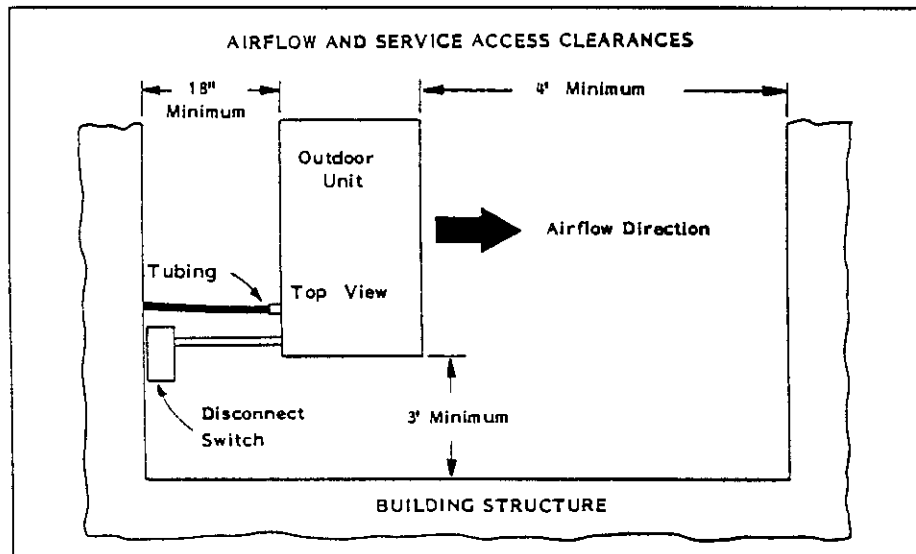 AIRFLOW AND SERVICE ACCESS CLEARANCES
18"
Minimum
4' Minimum
Outdoor
Unit
Airflow Direction
Tubing
Top View
Disconnect
Switch
3' Minimum
BUILDING STRUCTURE